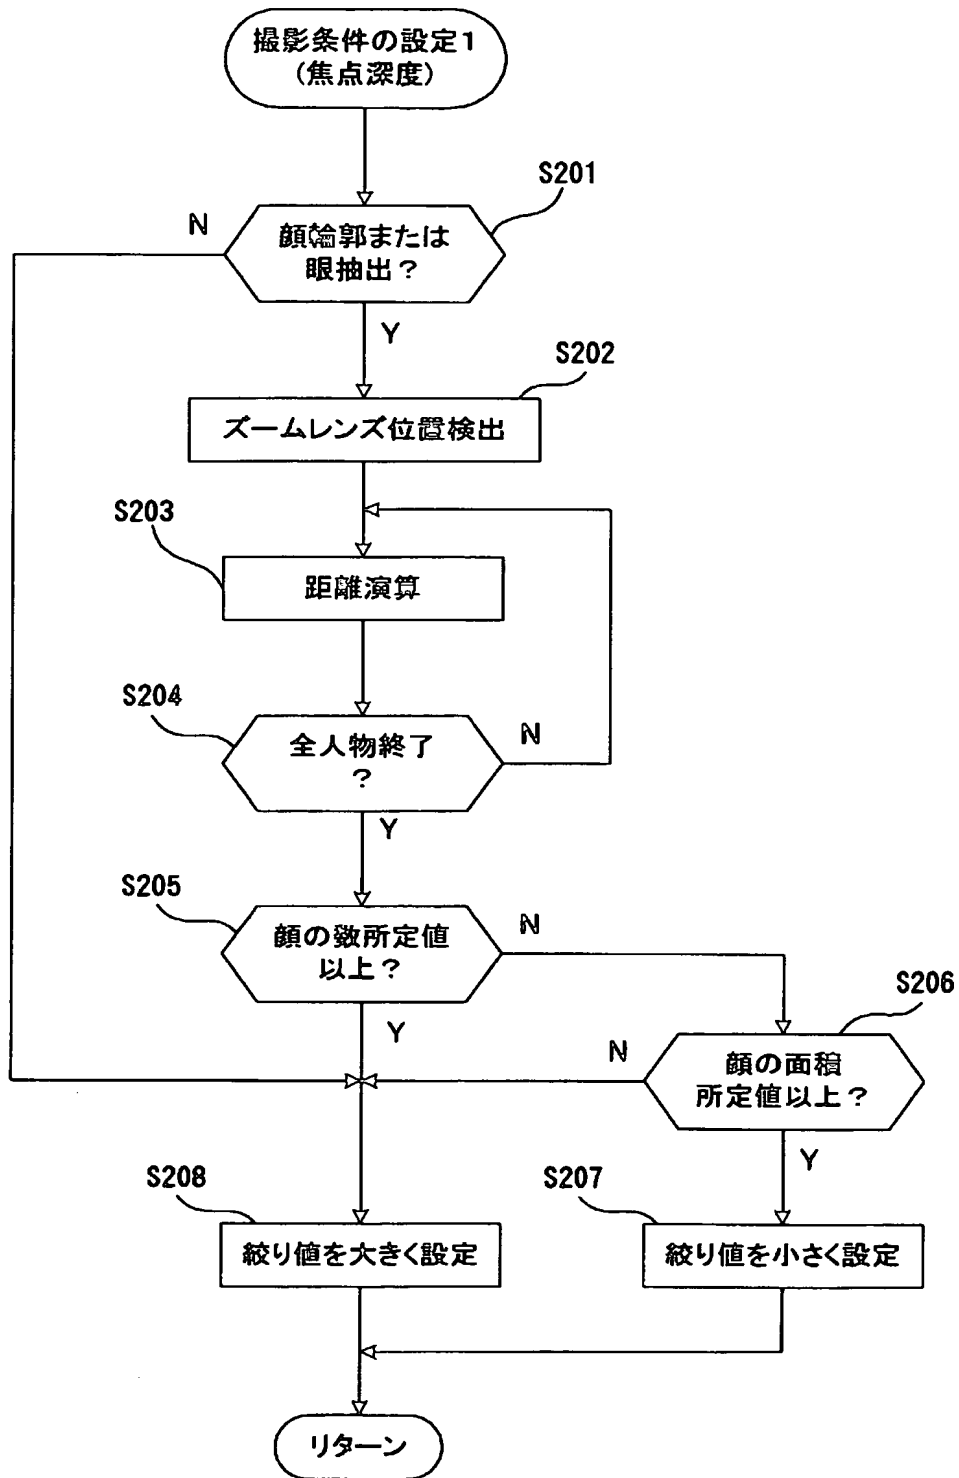 撮影条件の設定1
(焦点深度)
S201
N
顔輪郭または
眼抽出?
Y
S202
ズームレンズ位置検出
S203
距離演算
S204
全人物終了
?
N
Y
S205
顔の数所定値
以上?
N
Y
S206
顔の面積
所定値以上?
N
Y
S208
絞り値を大きく設定
S207
絞り値を小さく設定
リターン